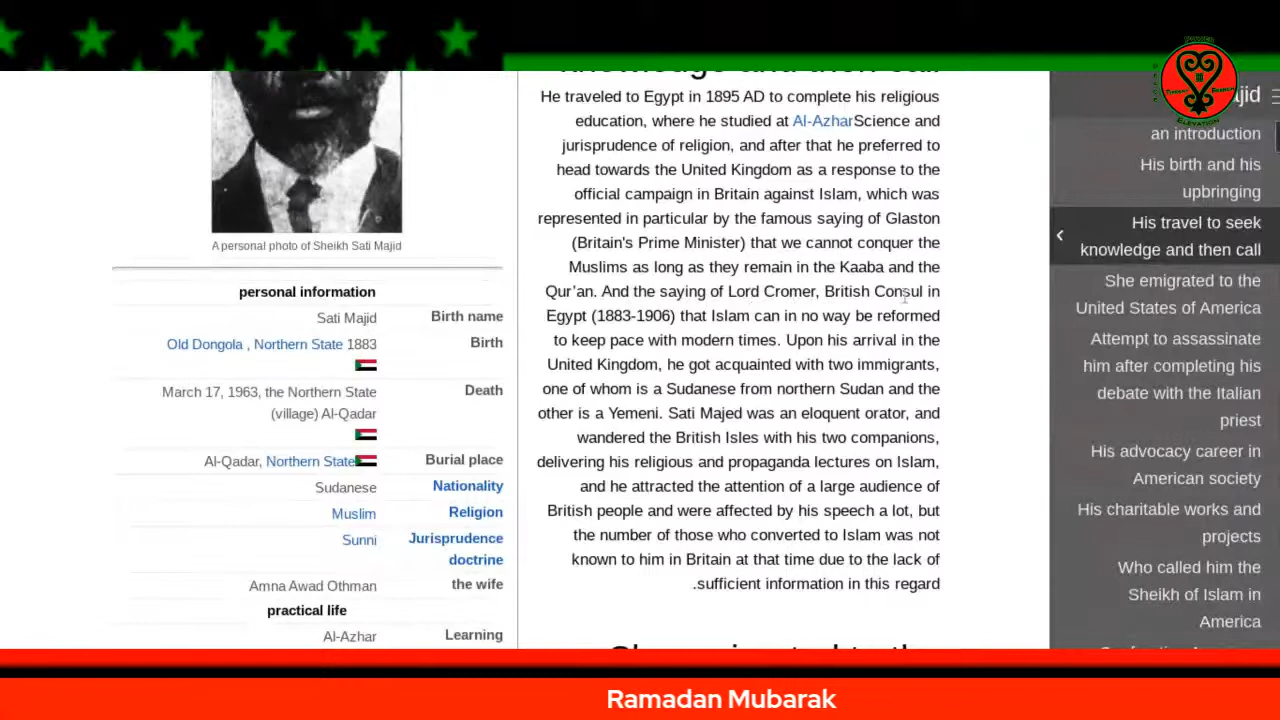 knowledge and then call
He traveled to Egypt in 1895 AD to complete his religious
education, where he studied at Al-AzharScience and
jurisprudence of religion, and after that he preferred to
head towards the United Kingdom as a response to the
official campaign in Britain against Islam, which was
represented in particular by the famous saying of Glaston
(Britain's Prime Minister) that we cannot conquer the
Muslims as long as they remain in the Kaaba and the
Qur'an. And the saying of Lord Cromer, British Consul in
Egypt (1883-1906) that Islam can in no way be reformed
to keep pace with modern times. Upon his arrival in the
United Kingdom, he got acquainted with two immigrants,
one of whom is a Sudanese from northern Sudan and the
other is a Yemeni. Sati Majed was an eloquent orator, and
wandered the British Isles with his two companions,
delivering his religious and propaganda lectures on Islam,
and he attracted the attention of a large audience of
British people and were affected by his speech a lot, but
the number of those who converted to Islam was not
known to him in Britain at that time due to the lack of
.sufficient information in this regard
A personal photo of Sheikh Sati Majid
personal information
Sati Majid Birth name
Old Dongola , Northern State 1883 Birth
March 17, 1963, the Northern State Death
(village) Al-Qadar
Al-Qadar, Northern State Burial place
Sudanese Nationality
Muslim Religion
Sunni Jurisprudence
doctrine
Amna Awad Othman the wife
practical life
Al-Azhar Learning
ajid
an introduction
His birth and his
upbringing
His travel to seek
knowledge and then call
She emigrated to the
United States of America
Attempt to assassinate
him after completing his
debate with the Italian
priest
His advocacy career in
American society
His charitable works and
projects
Who called him the
Sheikh of Islam in
America
ELEVATION
Ramadan Mubarak